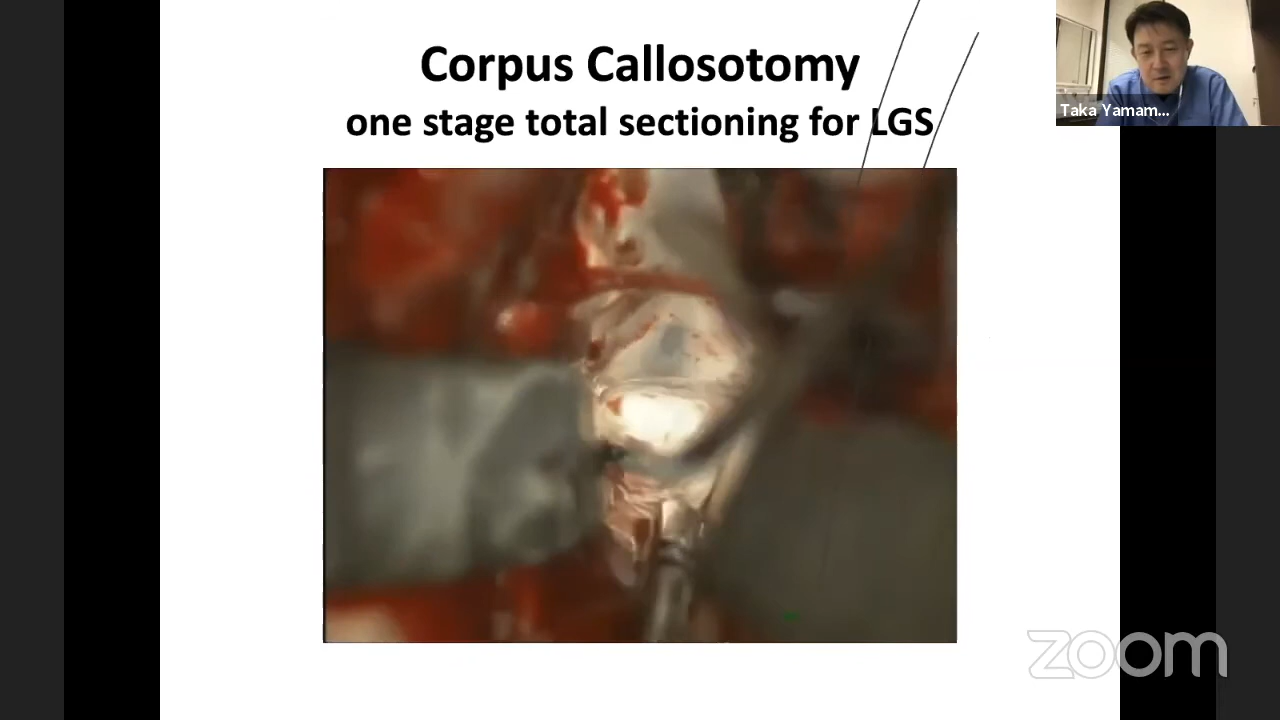 Corpus Callosotomy
one stage total sectioning for LGS
Taka Yamam...
zoom